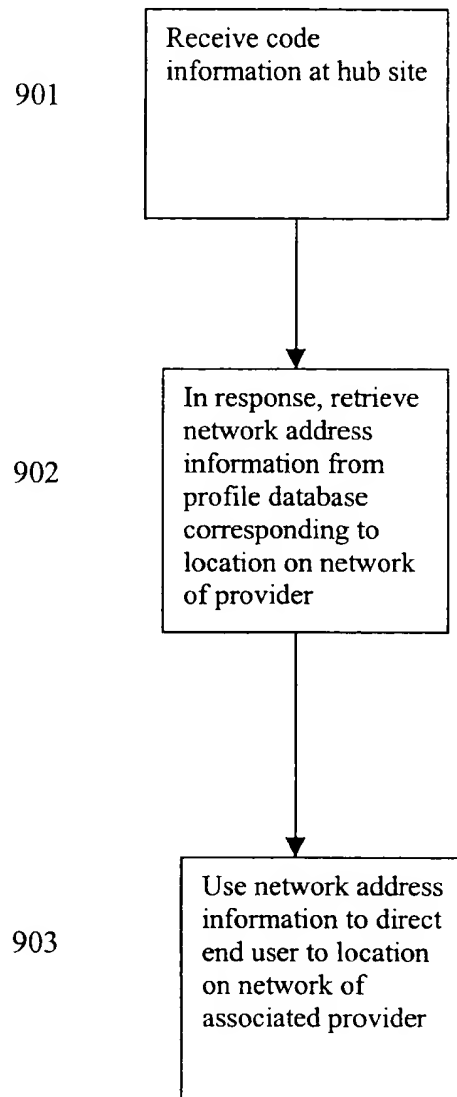 Receive code
information at hub site
901
In response, retrieve
network address
information from
profile database
corresponding to
location on network
of provider
902
Use network address
information to direct
end user to location
on network of
associated provider
903